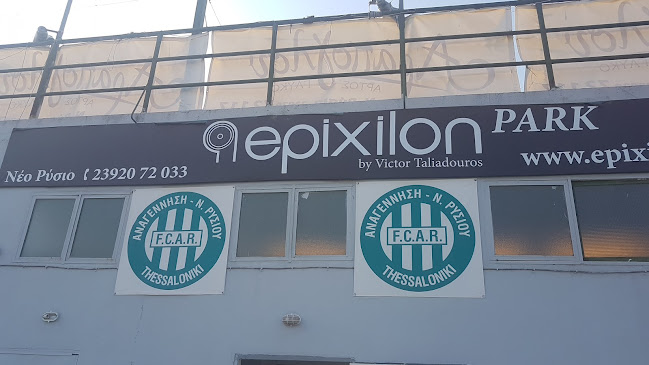 epixilon PARK
by Victor Taliadouros
Νέο Ρύσιο 23920 72 033
www.epixi
ΑΝΑΓΕΝΝΗΣΗ - Ν. ΡΥΣΙΟΥ
F.C.A.R.
THESSALONIKI
ΑΝΑΓΕΝΝΗΣΗ - Ν. ΡΥΣΙΟΥ
F.C.A.R.
THESSALONIKI